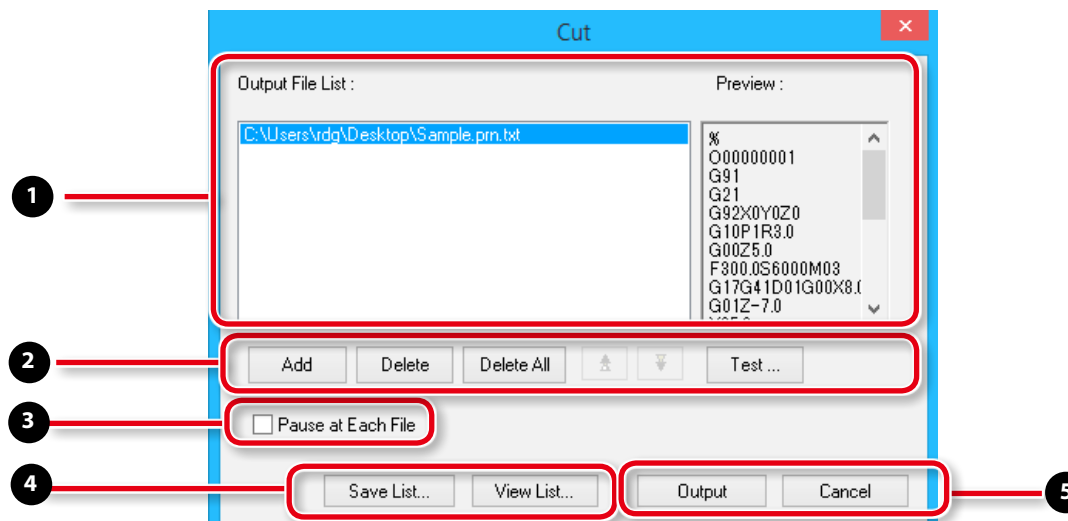 Cut
Output File List :
Preview :
C:\Users\rdg\Desktop\Sample.prn.txt
%
O00000001
G91
G21
G92X0Y0Z0
G10P1R3.0
G00Z5.0
F300.0S6000M03
G17G41D01G00X8.(
G01Z-7.0
1
2
Add
Delete
Delete All
Test ...
3
Pause at Each File
4
Save List...
View List...
Output
Cancel
5